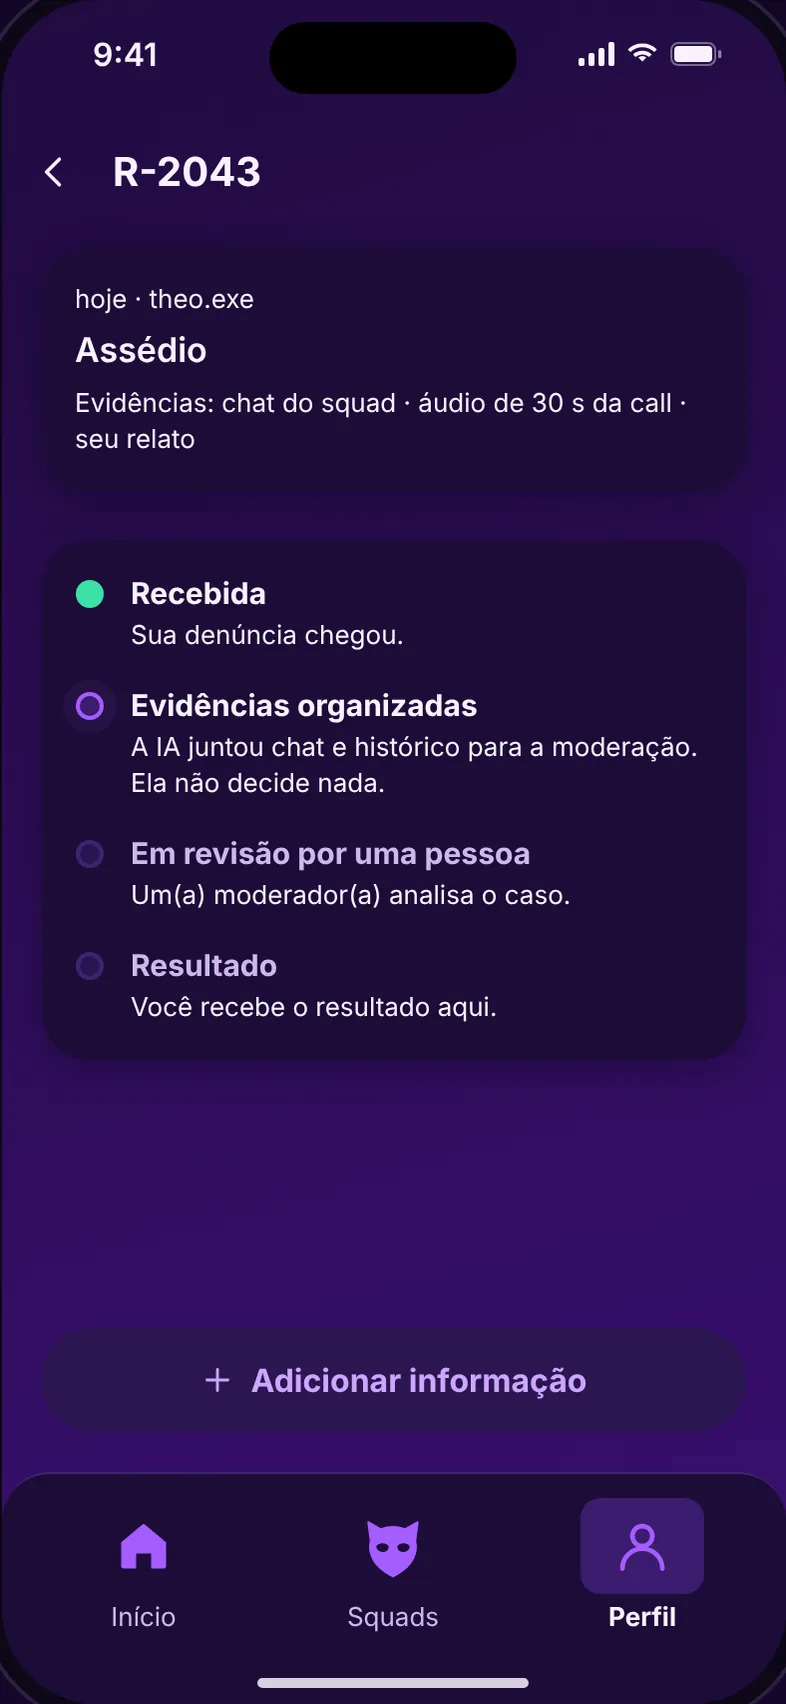 9:41
R-2043
hoje · theo.exe
Assédio
Evidências: chat do squad · áudio de 30 s da call ·
seu relato
Recebida
Sua denúncia chegou.
Evidências organizadas
A IA juntou chat e histórico para a moderação.
Ela não decide nada.
Em revisão por uma pessoa
Um(a) moderador(a) analisa o caso.
Resultado
Você recebe o resultado aqui.
+ Adicionar informação
Início
Squads
Perfil